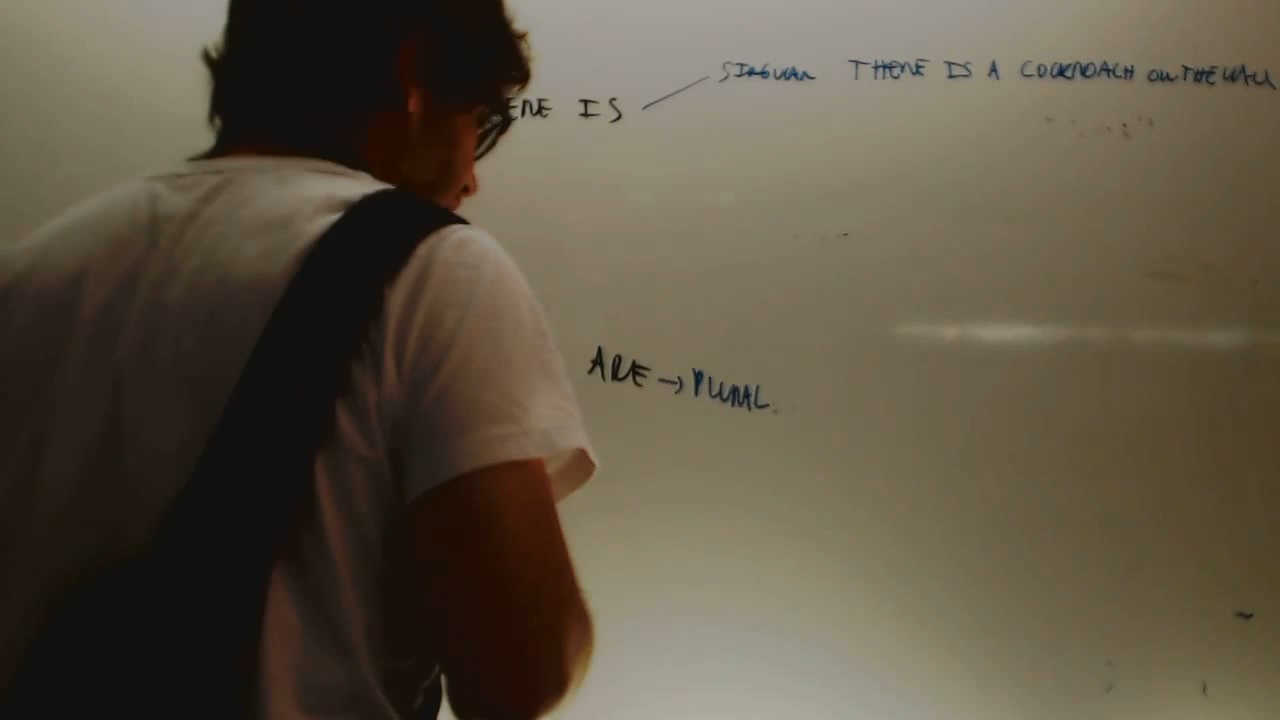 ERE IS SINGULAR THERE IS A COCKROACH ON THE WALL
ARE → PLURAL.